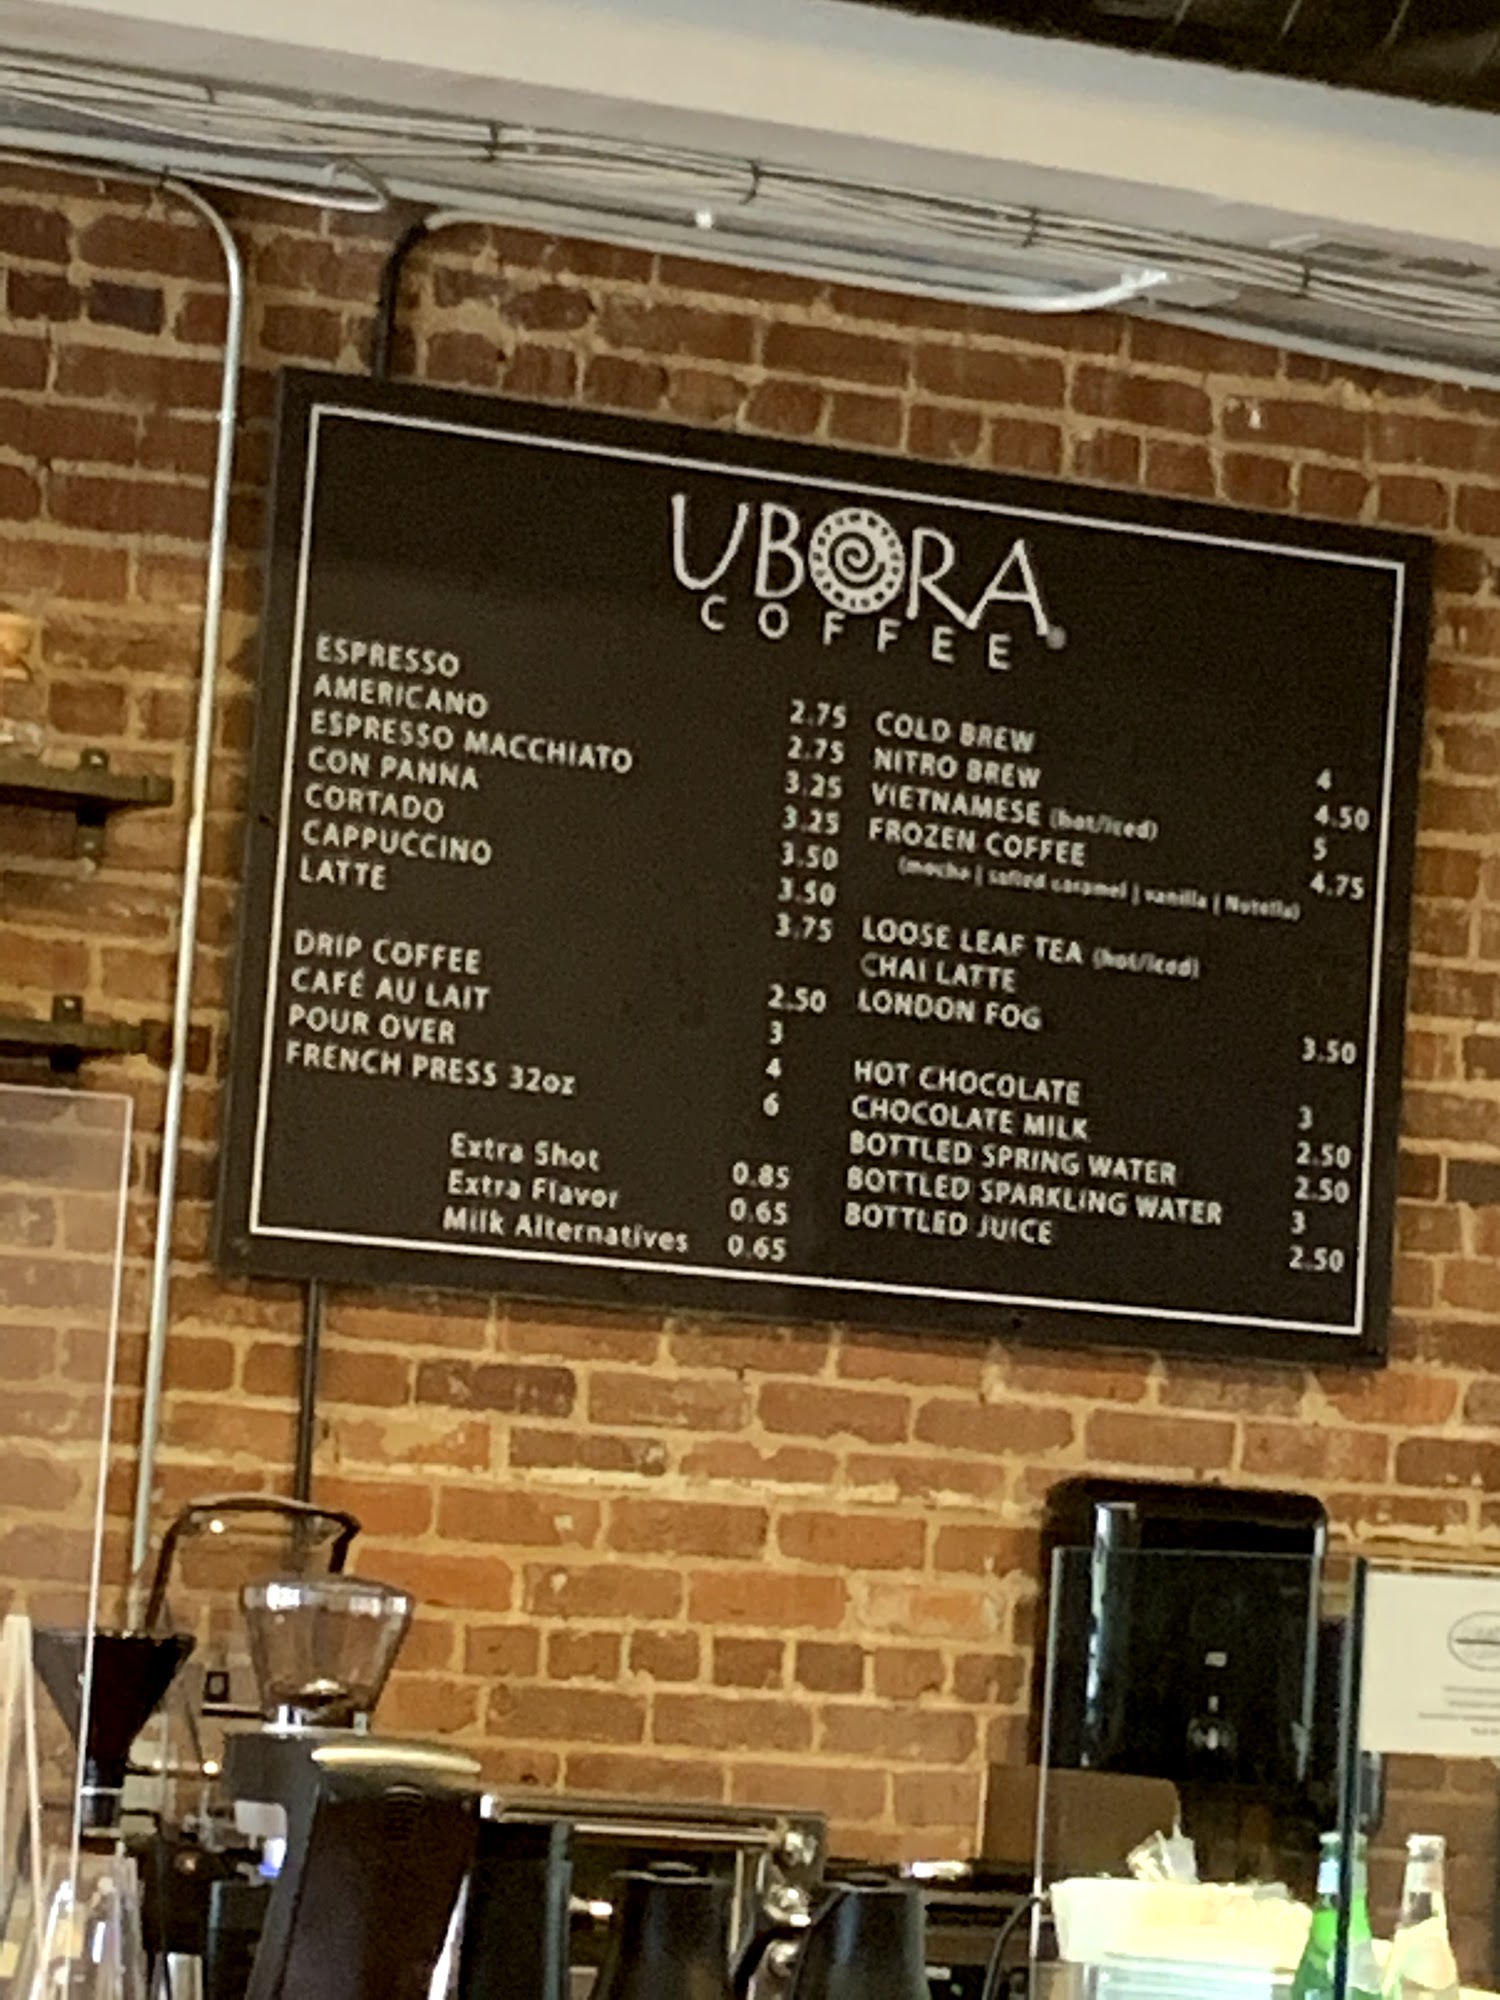 UBORA
COFFEE
ESPRESSO 2.75
AMERICANO 2.75
ESPRESSO MACCHIATO 3.25
CON PANNA 3.25
CORTADO 3.50
CAPPUCCINO 3.50
LATTE 3.75
DRIP COFFEE 2.50
CAFÉ AU LAIT 3
POUR OVER 4
FRENCH PRESS 32oz 6
Extra Shot 0.85
Extra Flavor 0.65
Milk Alternatives 0.65
COLD BREW 4
NITRO BREW 4.50
VIETNAMESE (hot/iced) 5
FROZEN COFFEE 4.75
(mocha | salted caramel | vanilla | Nutella)
LOOSE LEAF TEA (hot/iced)
CHAI LATTE
LONDON FOG 3.50
HOT CHOCOLATE 3
CHOCOLATE MILK 2.50
BOTTLED SPRING WATER 2.50
BOTTLED SPARKLING WATER 3
BOTTLED JUICE 2.50